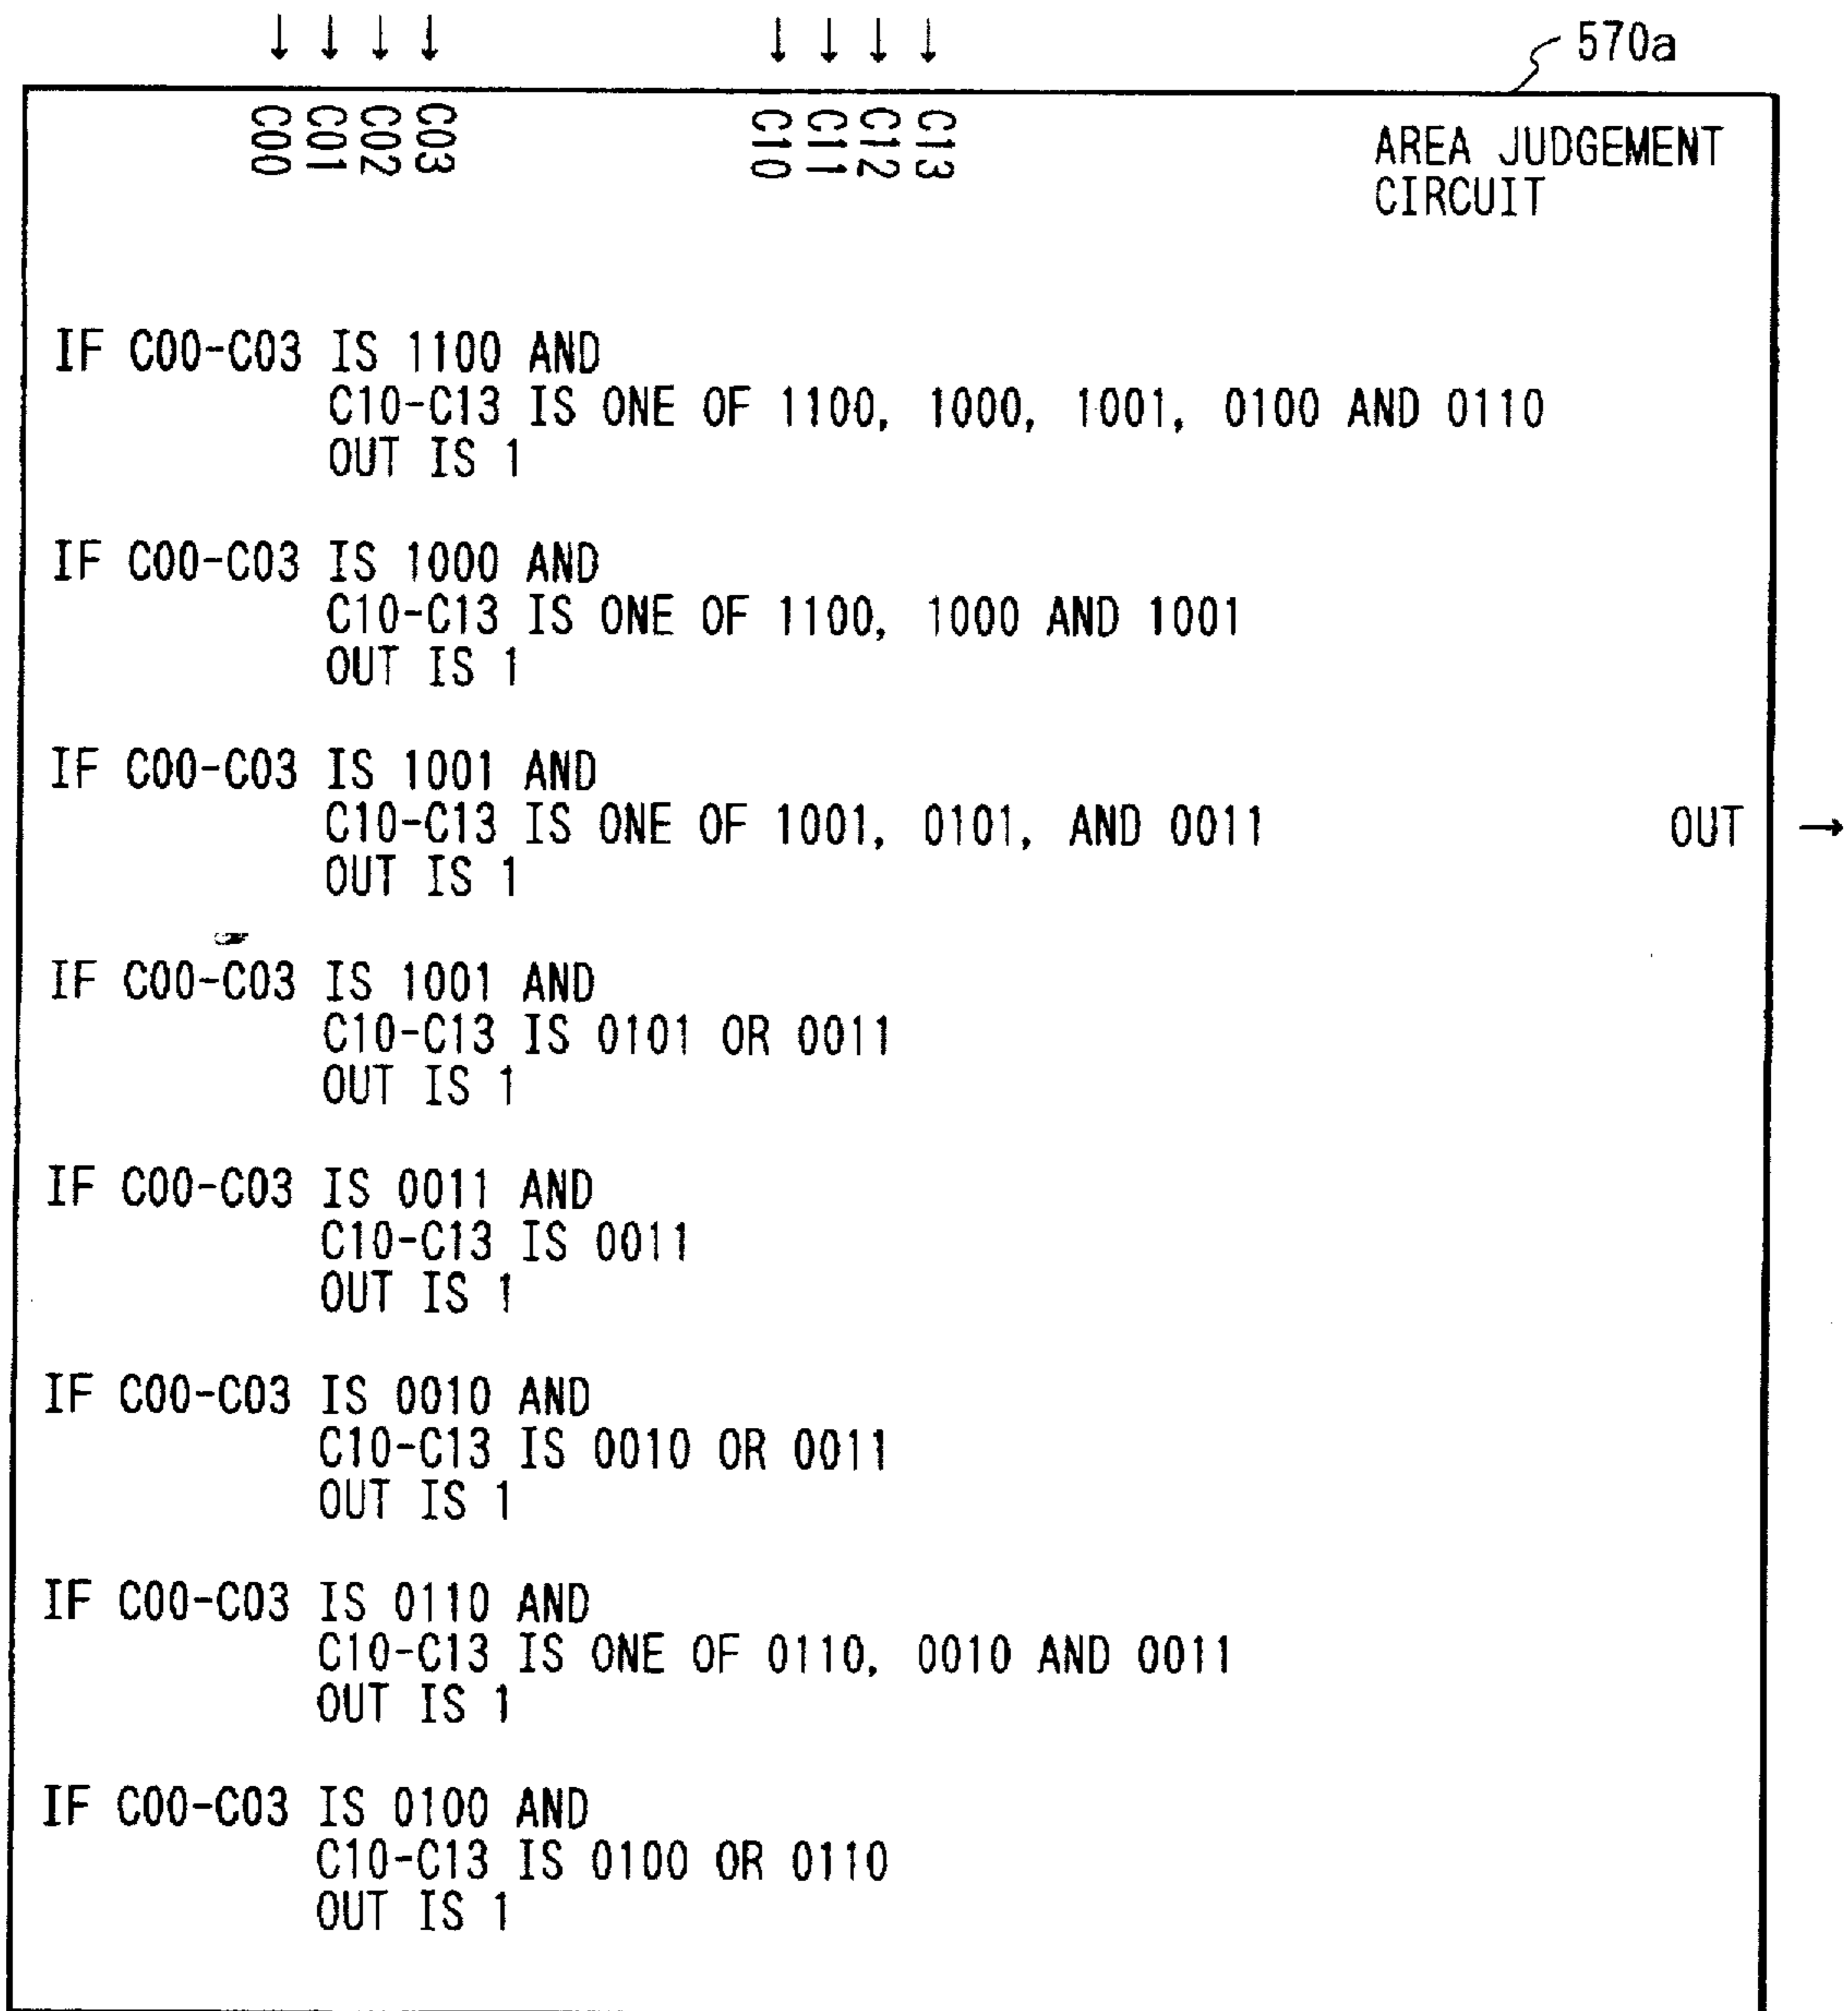 570a
C00 C01 C02 C03 C10 C11 C12 C13
AREA JUDGEMENT
CIRCUIT
IF C00-C03 IS 1100 AND
C10-C13 IS ONE OF 1100, 1000, 1001, 0100 AND 0110
OUT IS 1
IF C00-C03 IS 1000 AND
C10-C13 IS ONE OF 1100, 1000 AND 1001
OUT IS 1
IF C00-C03 IS 1001 AND
C10-C13 IS ONE OF 1001, 0101, AND 0011
OUT IS 1
OUT →
IF C00-C03 IS 1001 AND
C10-C13 IS 0101 OR 0011
OUT IS 1
IF C00-C03 IS 0011 AND
C10-C13 IS 0011
OUT IS 1
IF C00-C03 IS 0010 AND
C10-C13 IS 0010 OR 0011
OUT IS 1
IF C00-C03 IS 0110 AND
C10-C13 IS ONE OF 0110, 0010 AND 0011
OUT IS 1
IF C00-C03 IS 0100 AND
C10-C13 IS 0100 OR 0110
OUT IS 1